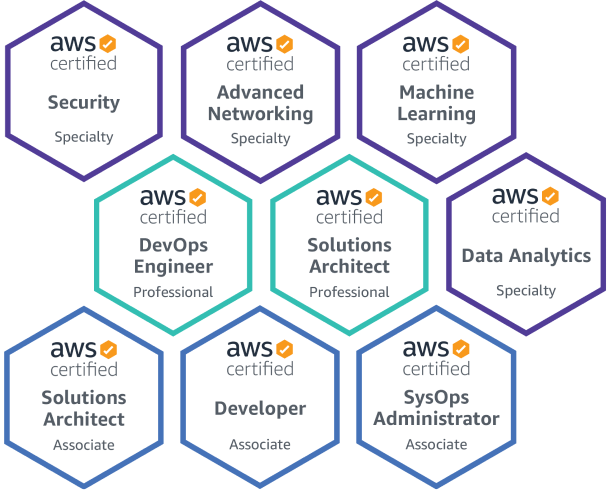 aws
certified
Security
Specialty
aws
certified
Advanced
Networking
Specialty
aws
certified
Machine
Learning
Specialty
aws
certified
DevOps
Engineer
Professional
aws
certified
Solutions
Architect
Professional
aws
certified
Data Analytics
Specialty
aws
certified
Solutions
Architect
Associate
aws
certified
Developer
Associate
aws
certified
SysOps
Administrator
Associate